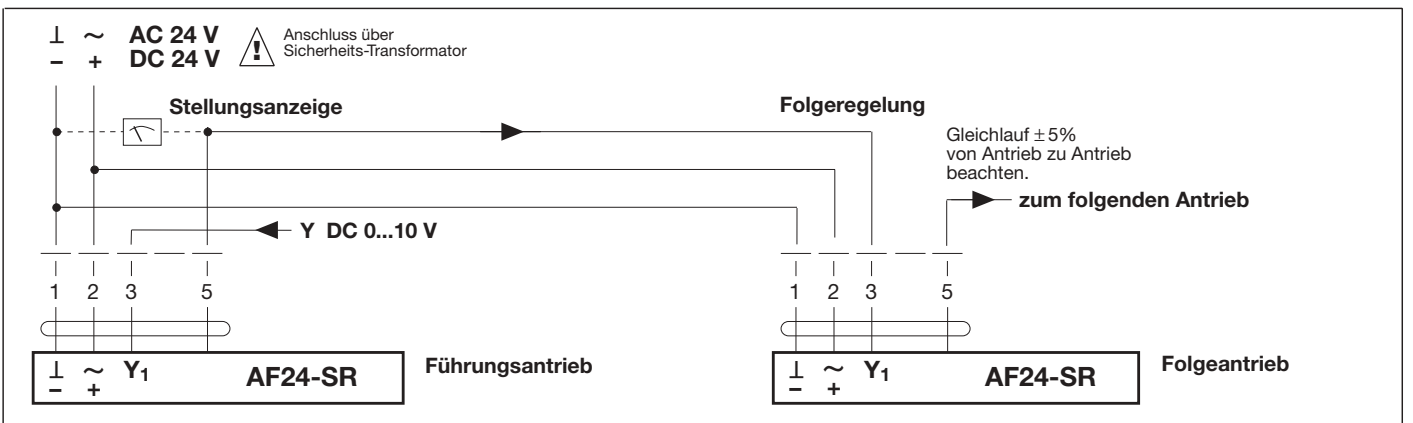 ⊥ ~ AC 24 V
– + DC 24 V
Anschluss über
Sicherheits-Transformator
Stellungsanzeige
Folgeregelung
Gleichlauf ±5%
von Antrieb zu Antrieb
beachten.
zum folgenden Antrieb
Y DC 0...10 V
1 2 3 5
1 2 3 5
⊥ ~ Y1
– +
AF24-SR
Führungsantrieb
⊥ ~ Y1
– +
AF24-SR
Folgeantrieb